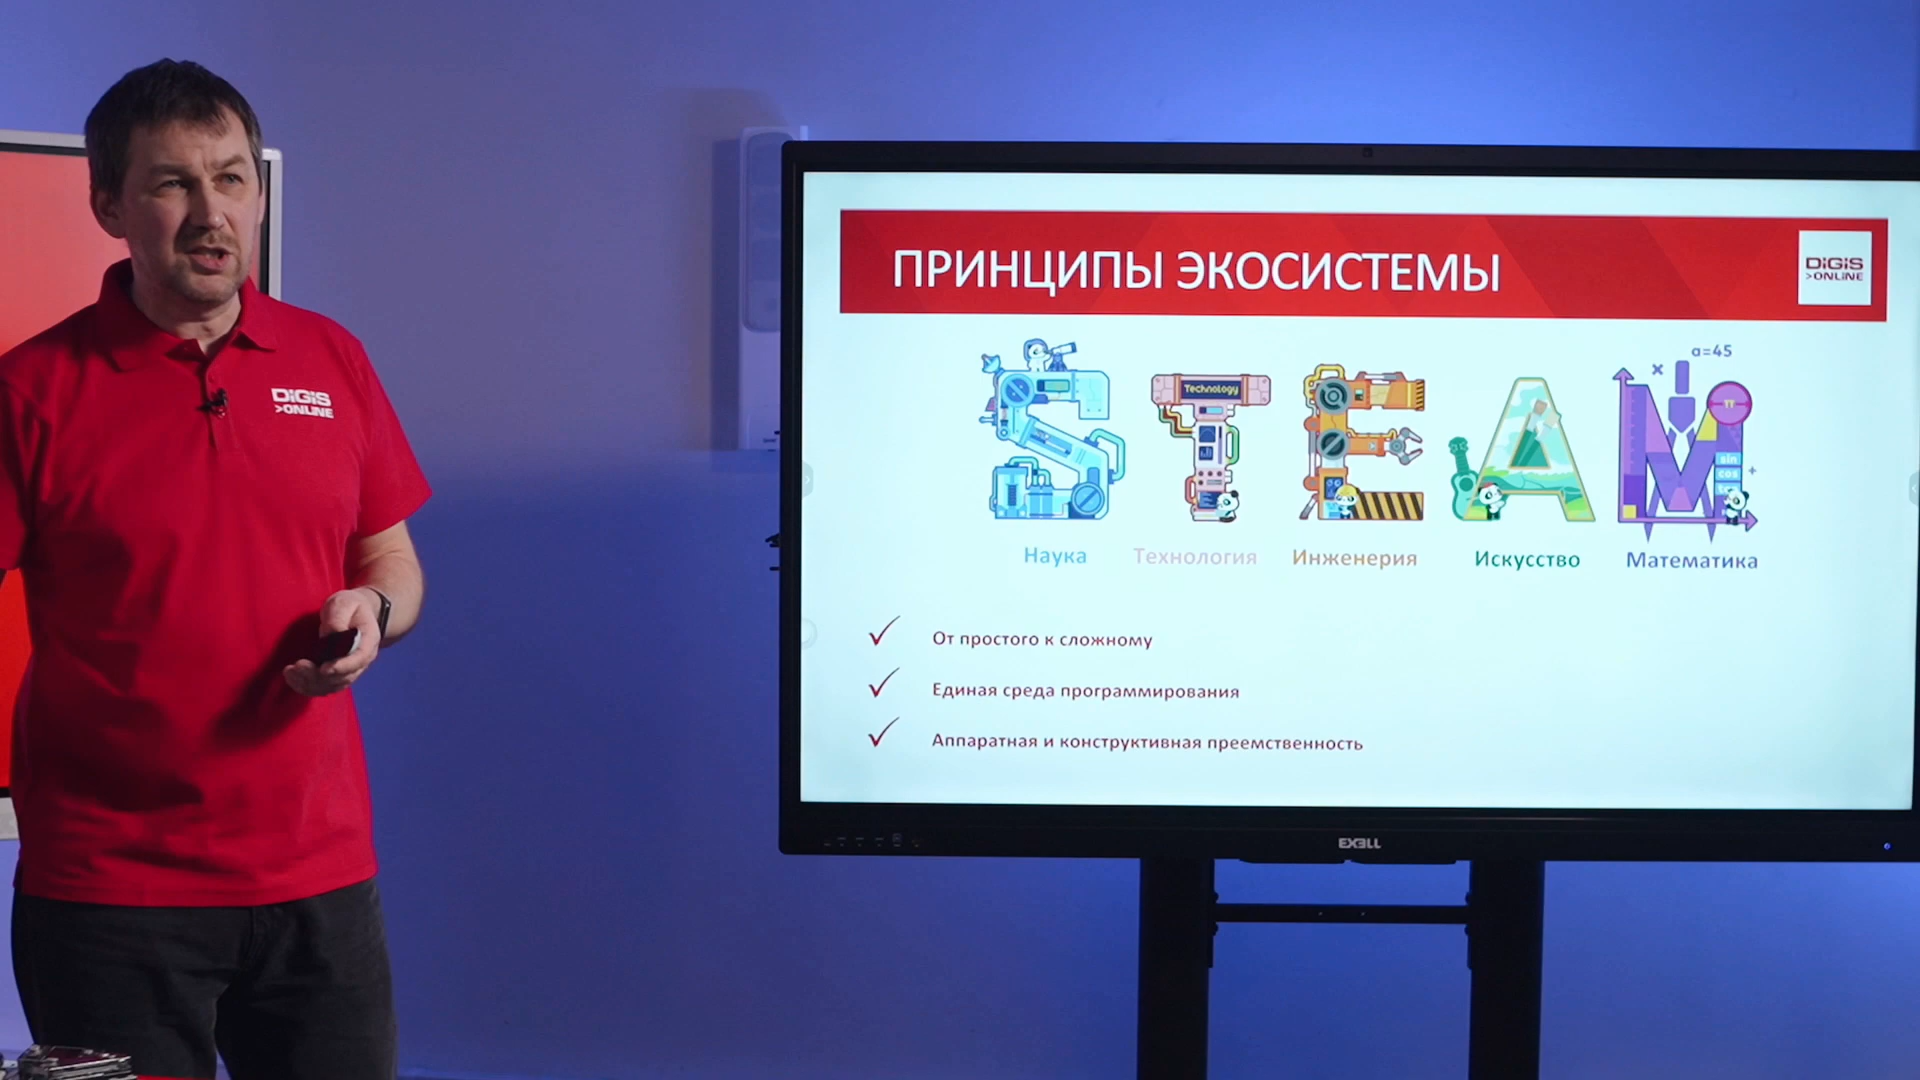 DiGiS
>ONLINE
ПРИНЦИПЫ ЭКОСИСТЕМЫ
DiGiS
>ONLINE
a=45
x
Technology
π
sin
cos
+
Наука Технология Инженерия Искусство Математика
✓ От простого к сложному
✓ Единая среда программирования
✓ Аппаратная и конструктивная преемственность
EXELL